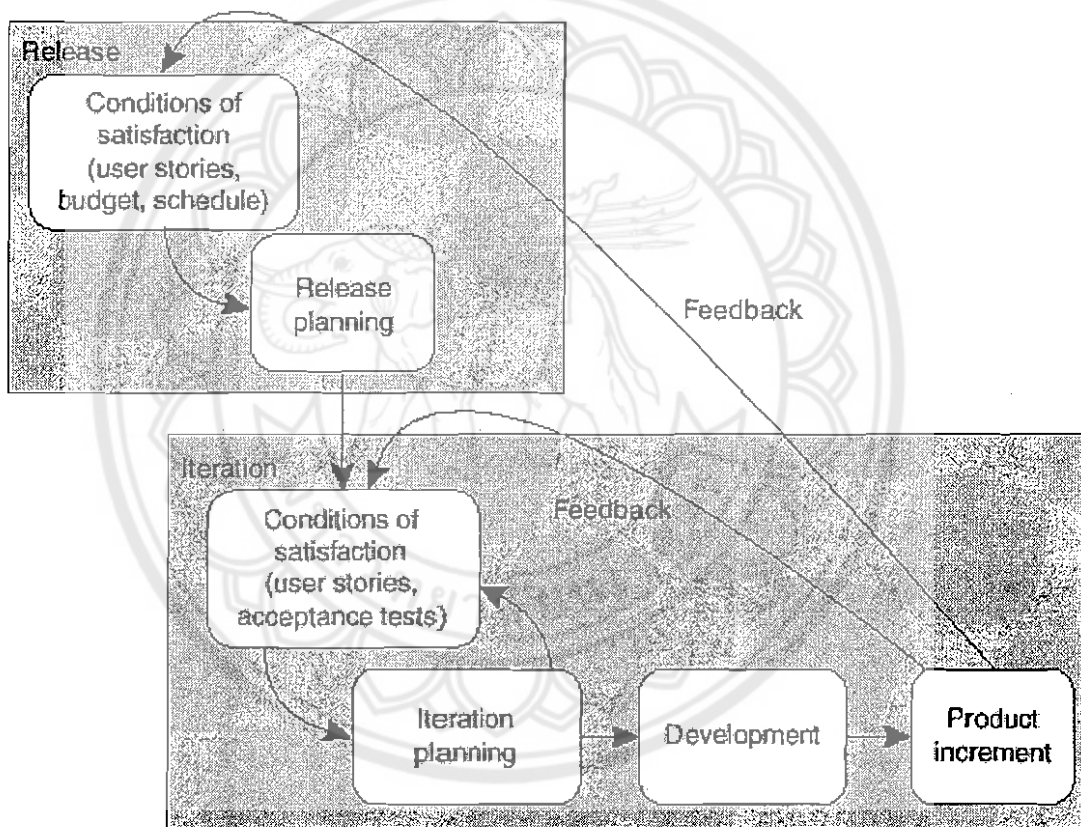 Release
Conditions of
satisfaction
(user stories,
budget, schedule)
Release
planning
Feedback
Iteration
Feedback
Conditions of
satisfaction
(user stories,
acceptance tests)
Iteration
planning
Development
Product
increment